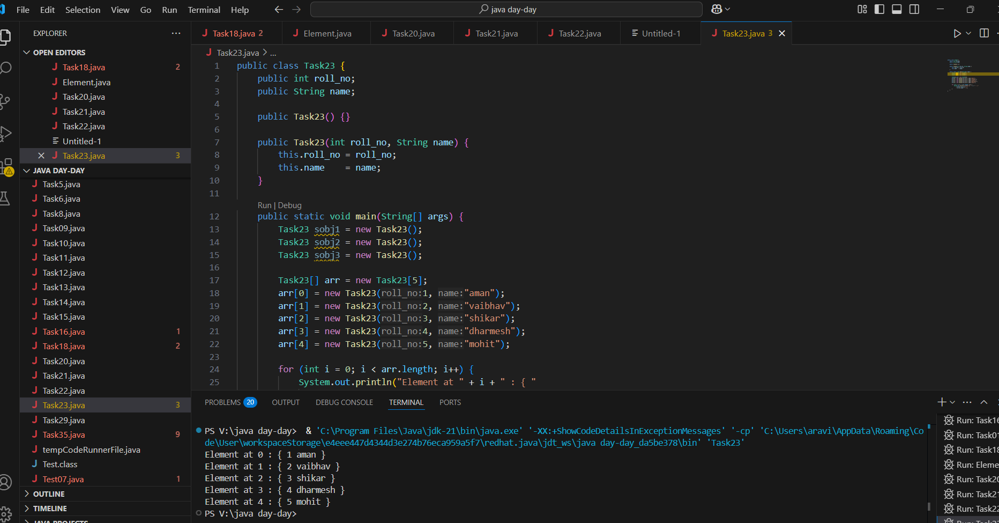 File Edit Selection View Go Run Terminal Help
java day-day
EXPLORER
OPEN EDITORS
Task18.java 2
Element.java
Task20.java
Task21.java
Task22.java
Untitled-1
Task23.java 3
JAVA DAY-DAY
Task5.java
Task6.java
Task8.java
Task09.java
Task10.java
Task11.java
Task12.java
Task13.java
Task14.java
Task15.java
Task16.java 1
Task18.java 2
Task20.java
Task21.java
Task22.java
Task23.java 3
Task29.java
Task35.java 9
tempCodeRunnerFile.java
Test.class
Test07.java 1
OUTLINE
TIMELINE
JAVA PROJECTS
Task18.java 2 Element.java Task20.java Task21.java Task22.java Untitled-1 Task23.java 3
Task23.java > ...
1 public class Task23 {
2 public int roll_no;
3 public String name;
4
5 public Task23() {}
6
7 public Task23(int roll_no, String name) {
8 this.roll_no = roll_no;
9 this.name    = name;
10 }
11
Run | Debug
12 public static void main(String[] args) {
13 Task23 sobj1 = new Task23();
14 Task23 sobj2 = new Task23();
15 Task23 sobj3 = new Task23();
16
17 Task23[] arr = new Task23[5];
18 arr[0] = new Task23(roll_no:1, name:"aman");
19 arr[1] = new Task23(roll_no:2, name:"vaibhav");
20 arr[2] = new Task23(roll_no:3, name:"shikar");
21 arr[3] = new Task23(roll_no:4, name:"dharmesh");
22 arr[4] = new Task23(roll_no:5, name:"mohit");
23
24 for (int i = 0; i < arr.length; i++) {
25 System.out.println("Element at " + i + " : { "
PROBLEMS 20 OUTPUT DEBUG CONSOLE TERMINAL PORTS
PS V:\java day-day>  & 'C:\Program Files\Java\jdk-21\bin\java.exe' '-XX:+ShowCodeDetailsInExceptionMessages' '-cp' 'C:\Users\aravi\AppData\Roaming\Co
de\User\workspaceStorage\e4eee447d4344d3e274b76eca959a5f7\redhat.java\jdt_ws\java day-day_da5be378\bin' 'Task23'
Element at 0 : { 1 aman }
Element at 1 : { 2 vaibhav }
Element at 2 : { 3 shikar }
Element at 3 : { 4 dharmesh }
Element at 4 : { 5 mohit }
PS V:\java day-day>
Run: Task16
Run: Task01
Run: Task18
Run: Eleme
Run: Task20
Run: Task21
Run: Task22